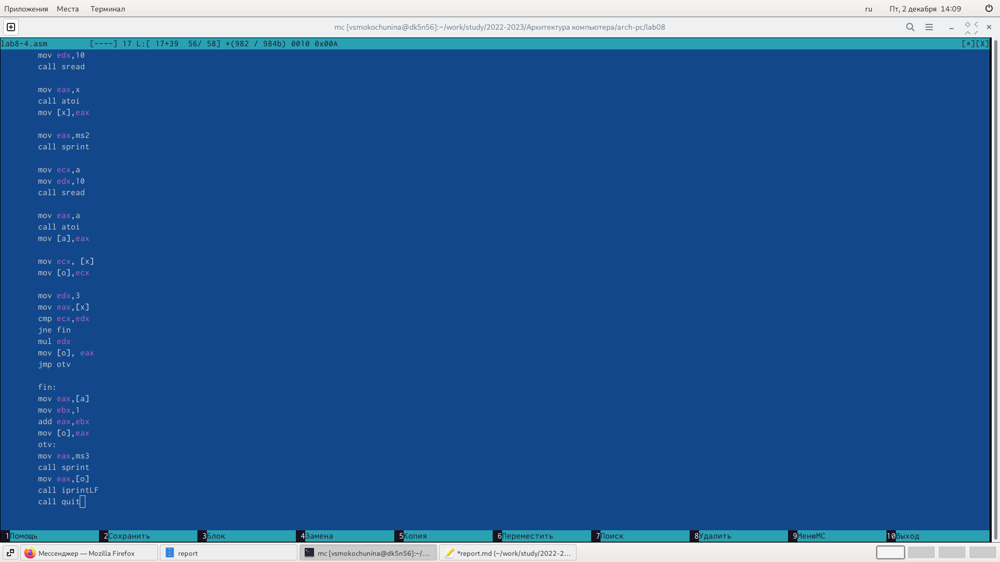 Приложения Места Терминал ru Пт, 2 декабря 14:09
mc [vsmokochunina@dk5n56]:~/work/study/2022-2023/Архитектура компьютера/arch-pc/lab08
lab8-4.asm [----] 17 L:[ 17+39 56/ 58] *(982 / 984b) 0010 0x00A [*][X]
mov edx,10
call sread
mov eax,x
call atoi
mov [x],eax
mov eax,ms2
call sprint
mov ecx,a
mov edx,10
call sread
mov eax,a
call atoi
mov [a],eax
mov ecx, [x]
mov [o],ecx
mov edx,3
mov eax,[x]
cmp ecx,edx
jne fin
mul edx
mov [o], eax
jmp otv
fin:
mov eax,[a]
mov ebx,1
add eax,ebx
mov [o],eax
otv:
mov eax,ms3
call sprint
mov eax,[o]
call iprintLF
call quit
1Помощь 2Сохранить 3Блок 4Замена 5Копия 6Переместить 7Поиск 8Удалить 9МенюМС 10Выход
Мессенджер — Mozilla Firefox report mc [vsmokochunina@dk5n56]:~/... *report.md (~/work/study/2022-2...